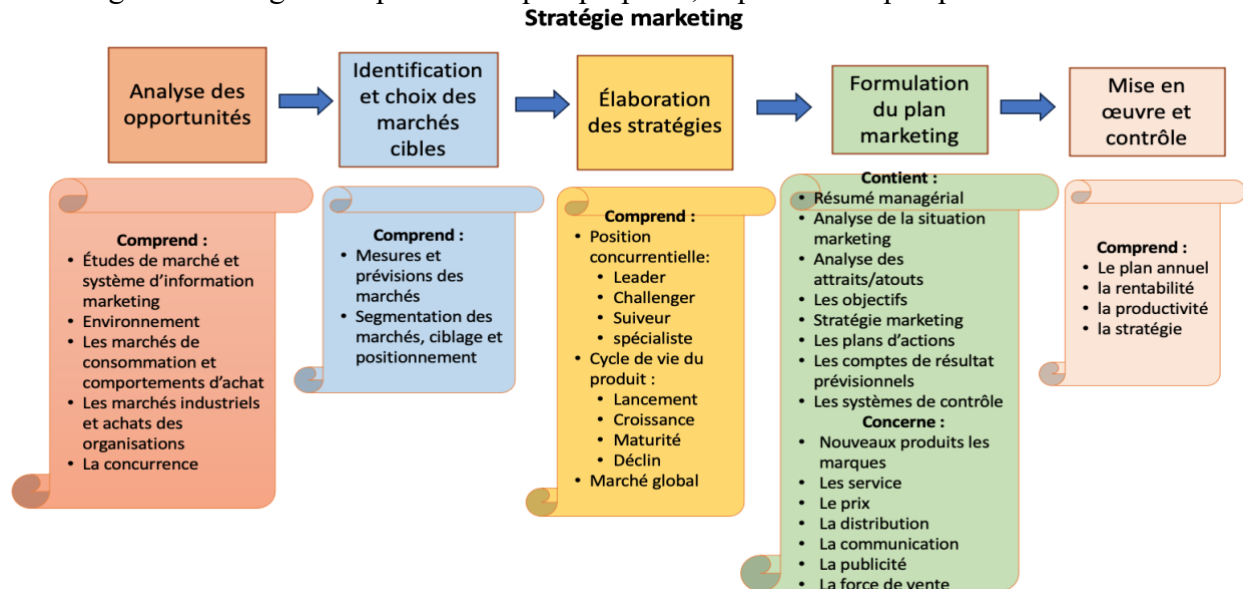 Stratégie marketing
Analyse des
opportunités
Identification
et choix des
marchés
cibles
Élaboration
des stratégies
Formulation
du plan
marketing
Mise en
œuvre et
contrôle
Comprend :
• Études de marché et
système d’information
marketing
• Environnement
• Les marchés de
consommation et
comportements d’achat
• Les marchés industriels
et achats des
organisations
• La concurrence
Comprend :
• Mesures et
prévisions des
marchés
• Segmentation des
marchés, ciblage et
positionnement
Comprend :
• Position
concurrentielle:
• Leader
• Challenger
• Suiveur
• spécialiste
• Cycle de vie du
produit :
• Lancement
• Croissance
• Maturité
• Déclin
• Marché global
Contient :
• Résumé managérial
• Analyse de la situation
marketing
• Analyse des
attraits/atouts
• Les objectifs
• Stratégie marketing
• Les plans d’actions
• Les comptes de résultat
prévisionnels
• Les systèmes de contrôle
Concerne :
• Nouveaux produits les
marques
• Les service
• Le prix
• La distribution
• La communication
• La publicité
• La force de vente
Comprend :
• Le plan annuel
• la rentabilité
• la productivité
• la stratégie